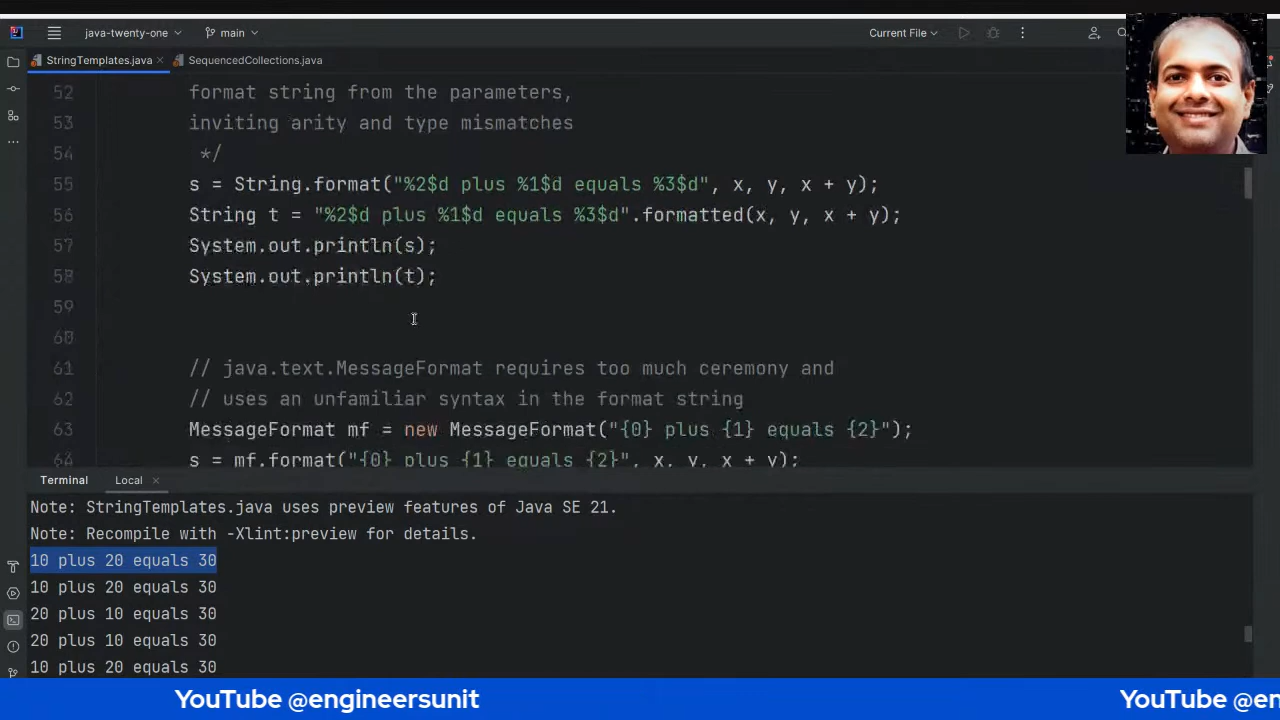 java-twenty-one
main
Current File
StringTemplates.java
SequencedCollections.java
52 format string from the parameters,
53 inviting arity and type mismatches
54 */
55 s = String.format("%2$d plus %1$d equals %3$d", x, y, x + y);
56 String t = "%2$d plus %1$d equals %3$d".formatted(x, y, x + y);
57 System.out.println(s);
58 System.out.println(t);
59
60
61 // java.text.MessageFormat requires too much ceremony and
62 // uses an unfamiliar syntax in the format string
63 MessageFormat mf = new MessageFormat("{0} plus {1} equals {2}");
64 s = mf.format("{0} plus {1} equals {2}", x, y, x + y);
Terminal Local
Note: StringTemplates.java uses preview features of Java SE 21.
Note: Recompile with -Xlint:preview for details.
10 plus 20 equals 30
10 plus 20 equals 30
20 plus 10 equals 30
20 plus 10 equals 30
10 plus 20 equals 30
YouTube @engineersunit YouTube @en